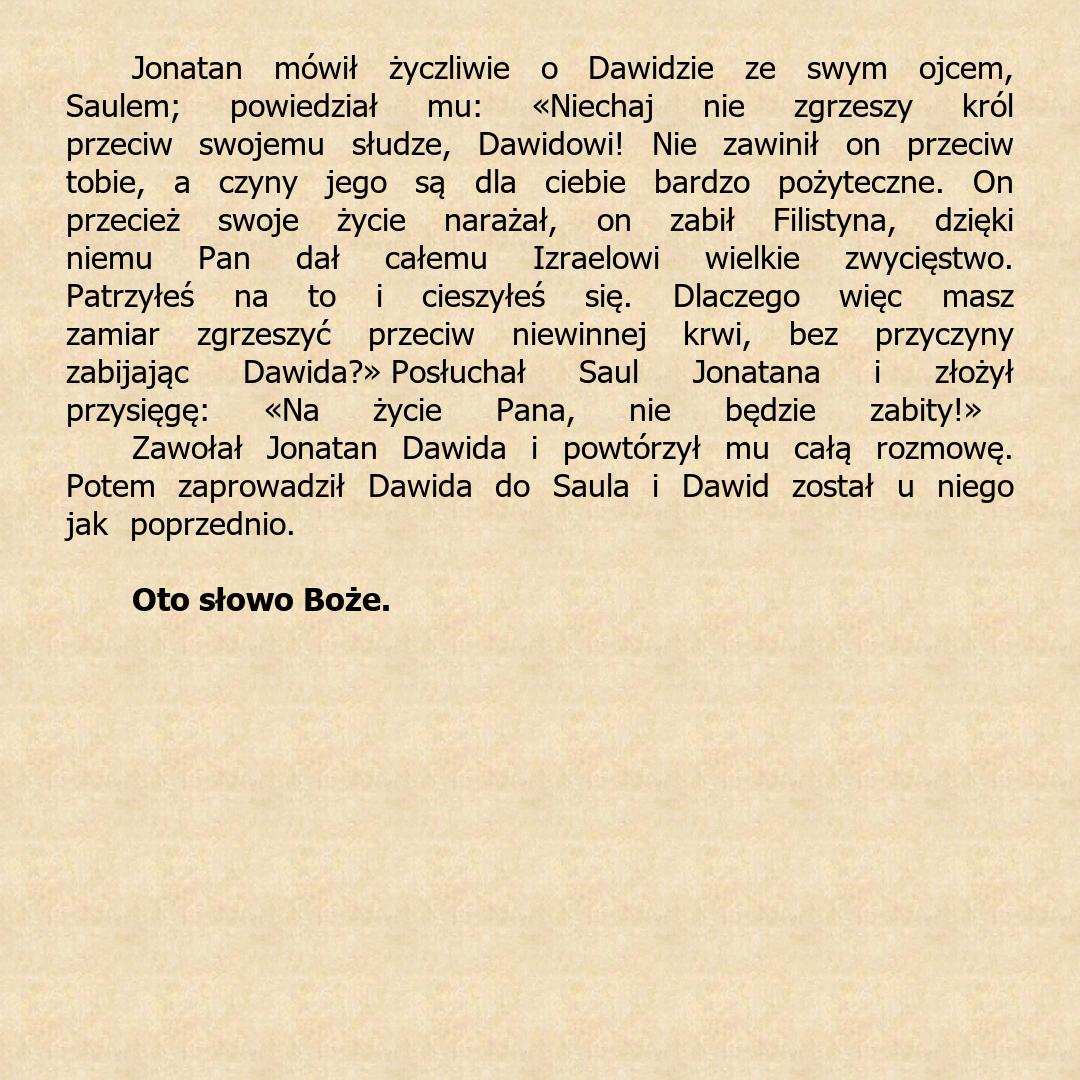 Jonatan mówił życzliwie o Dawidzie ze swym ojcem,
Saulem; powiedział mu: «Niechaj nie zgrzeszy król
przeciw swojemu słudze, Dawidowi! Nie zawinił on przeciw
tobie, a czyny jego są dla ciebie bardzo pożyteczne. On
przecież swoje życie narażał, on zabił Filistyna, dzięki
niemu Pan dał całemu Izraelowi wielkie zwycięstwo.
Patrzyłeś na to i cieszyłeś się. Dlaczego więc masz
zamiar zgrzeszyć przeciw niewinnej krwi, bez przyczyny
zabijając Dawida?» Posłuchał Saul Jonatana i złożył
przysięgę: «Na życie Pana, nie będzie zabity!»
Zawołał Jonatan Dawida i powtórzył mu całą rozmowę.
Potem zaprowadził Dawida do Saula i Dawid został u niego
jak poprzednio.
Oto słowo Boże.